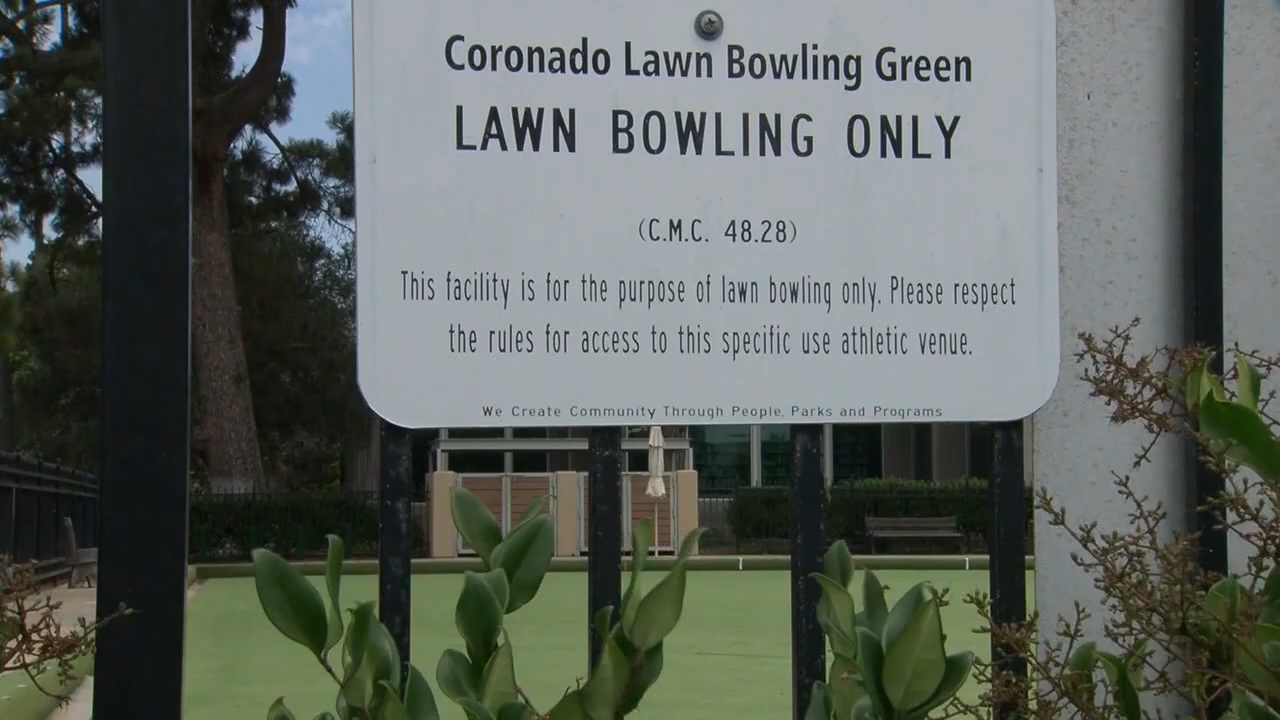 Coronado Lawn Bowling Green
LAWN BOWLING ONLY
(C.M.C. 48.28)
This facility is for the purpose of lawn bowling only. Please respect
the rules for access to this specific use athletic venue.
We Create Community Through People, Parks and Programs